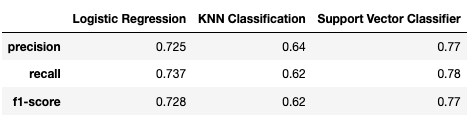 Logistic Regression KNN Classification Support Vector Classifier
precision 0.725 0.64 0.77
recall 0.737 0.62 0.78
f1-score 0.728 0.62 0.77